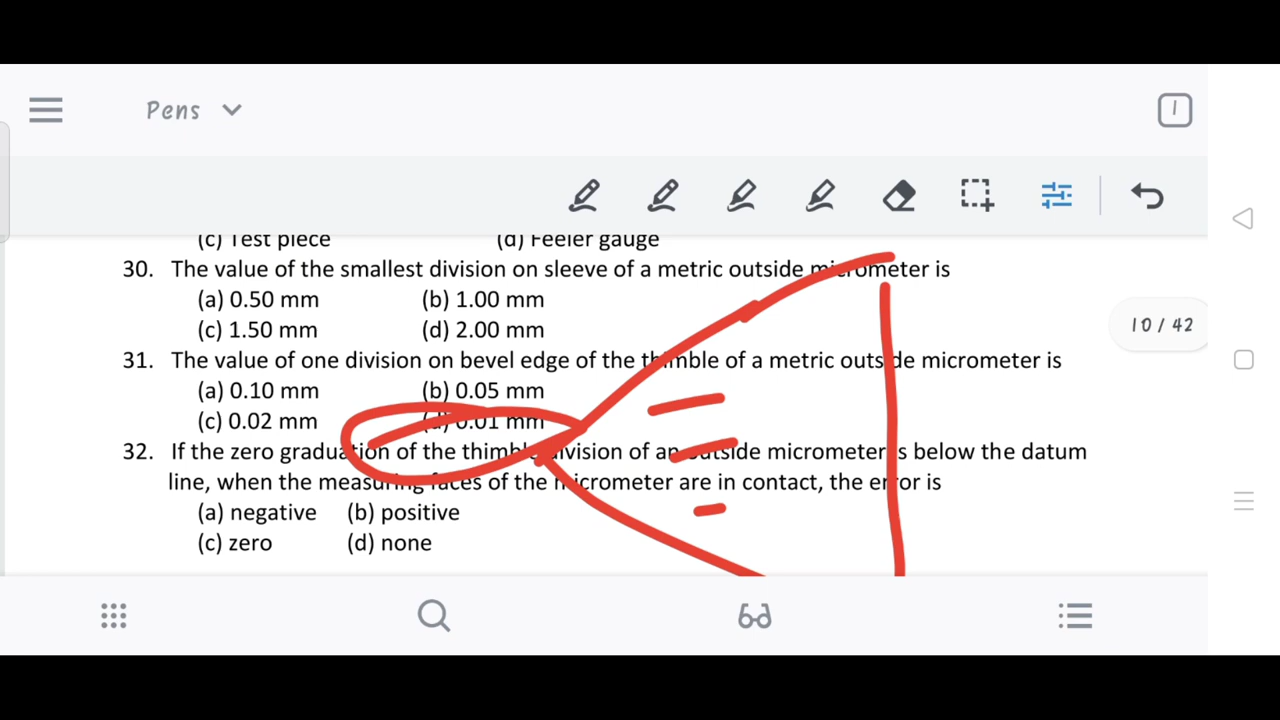 Pens
(c) Test piece (d) Feeler gauge
30. The value of the smallest division on sleeve of a metric outside micrometer is
(a) 0.50 mm (b) 1.00 mm
(c) 1.50 mm (d) 2.00 mm
10 / 42
31. The value of one division on bevel edge of the thimble of a metric outside micrometer is
(a) 0.10 mm (b) 0.05 mm
(c) 0.02 mm (d) 0.01 mm
32. If the zero graduation of the thimble division of an outside micrometer is below the datum
line, when the measuring faces of the micrometer are in contact, the error is
(a) negative (b) positive
(c) zero (d) none